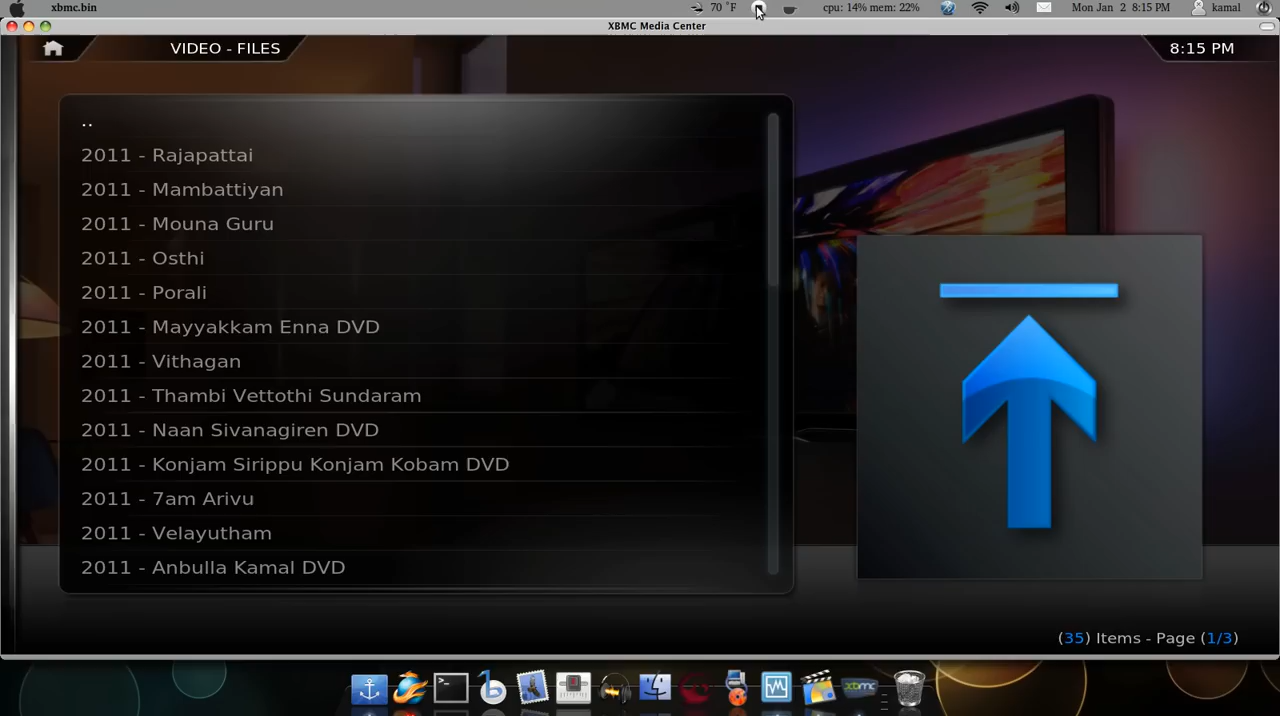 xbmc.bin
70 °F
cpu: 14% mem: 22%
Mon Jan 2 8:15 PM
kamal
XBMC Media Center
VIDEO - FILES
8:15 PM
..
2011 - Rajapattai
2011 - Mambattiyan
2011 - Mouna Guru
2011 - Osthi
2011 - Porali
2011 - Mayyakkam Enna DVD
2011 - Vithagan
2011 - Thambi Vettothi Sundaram
2011 - Naan Sivanagiren DVD
2011 - Konjam Sirippu Konjam Kobam DVD
2011 - 7am Arivu
2011 - Velayutham
2011 - Anbulla Kamal DVD
(35) Items - Page (1/3)
xbmc